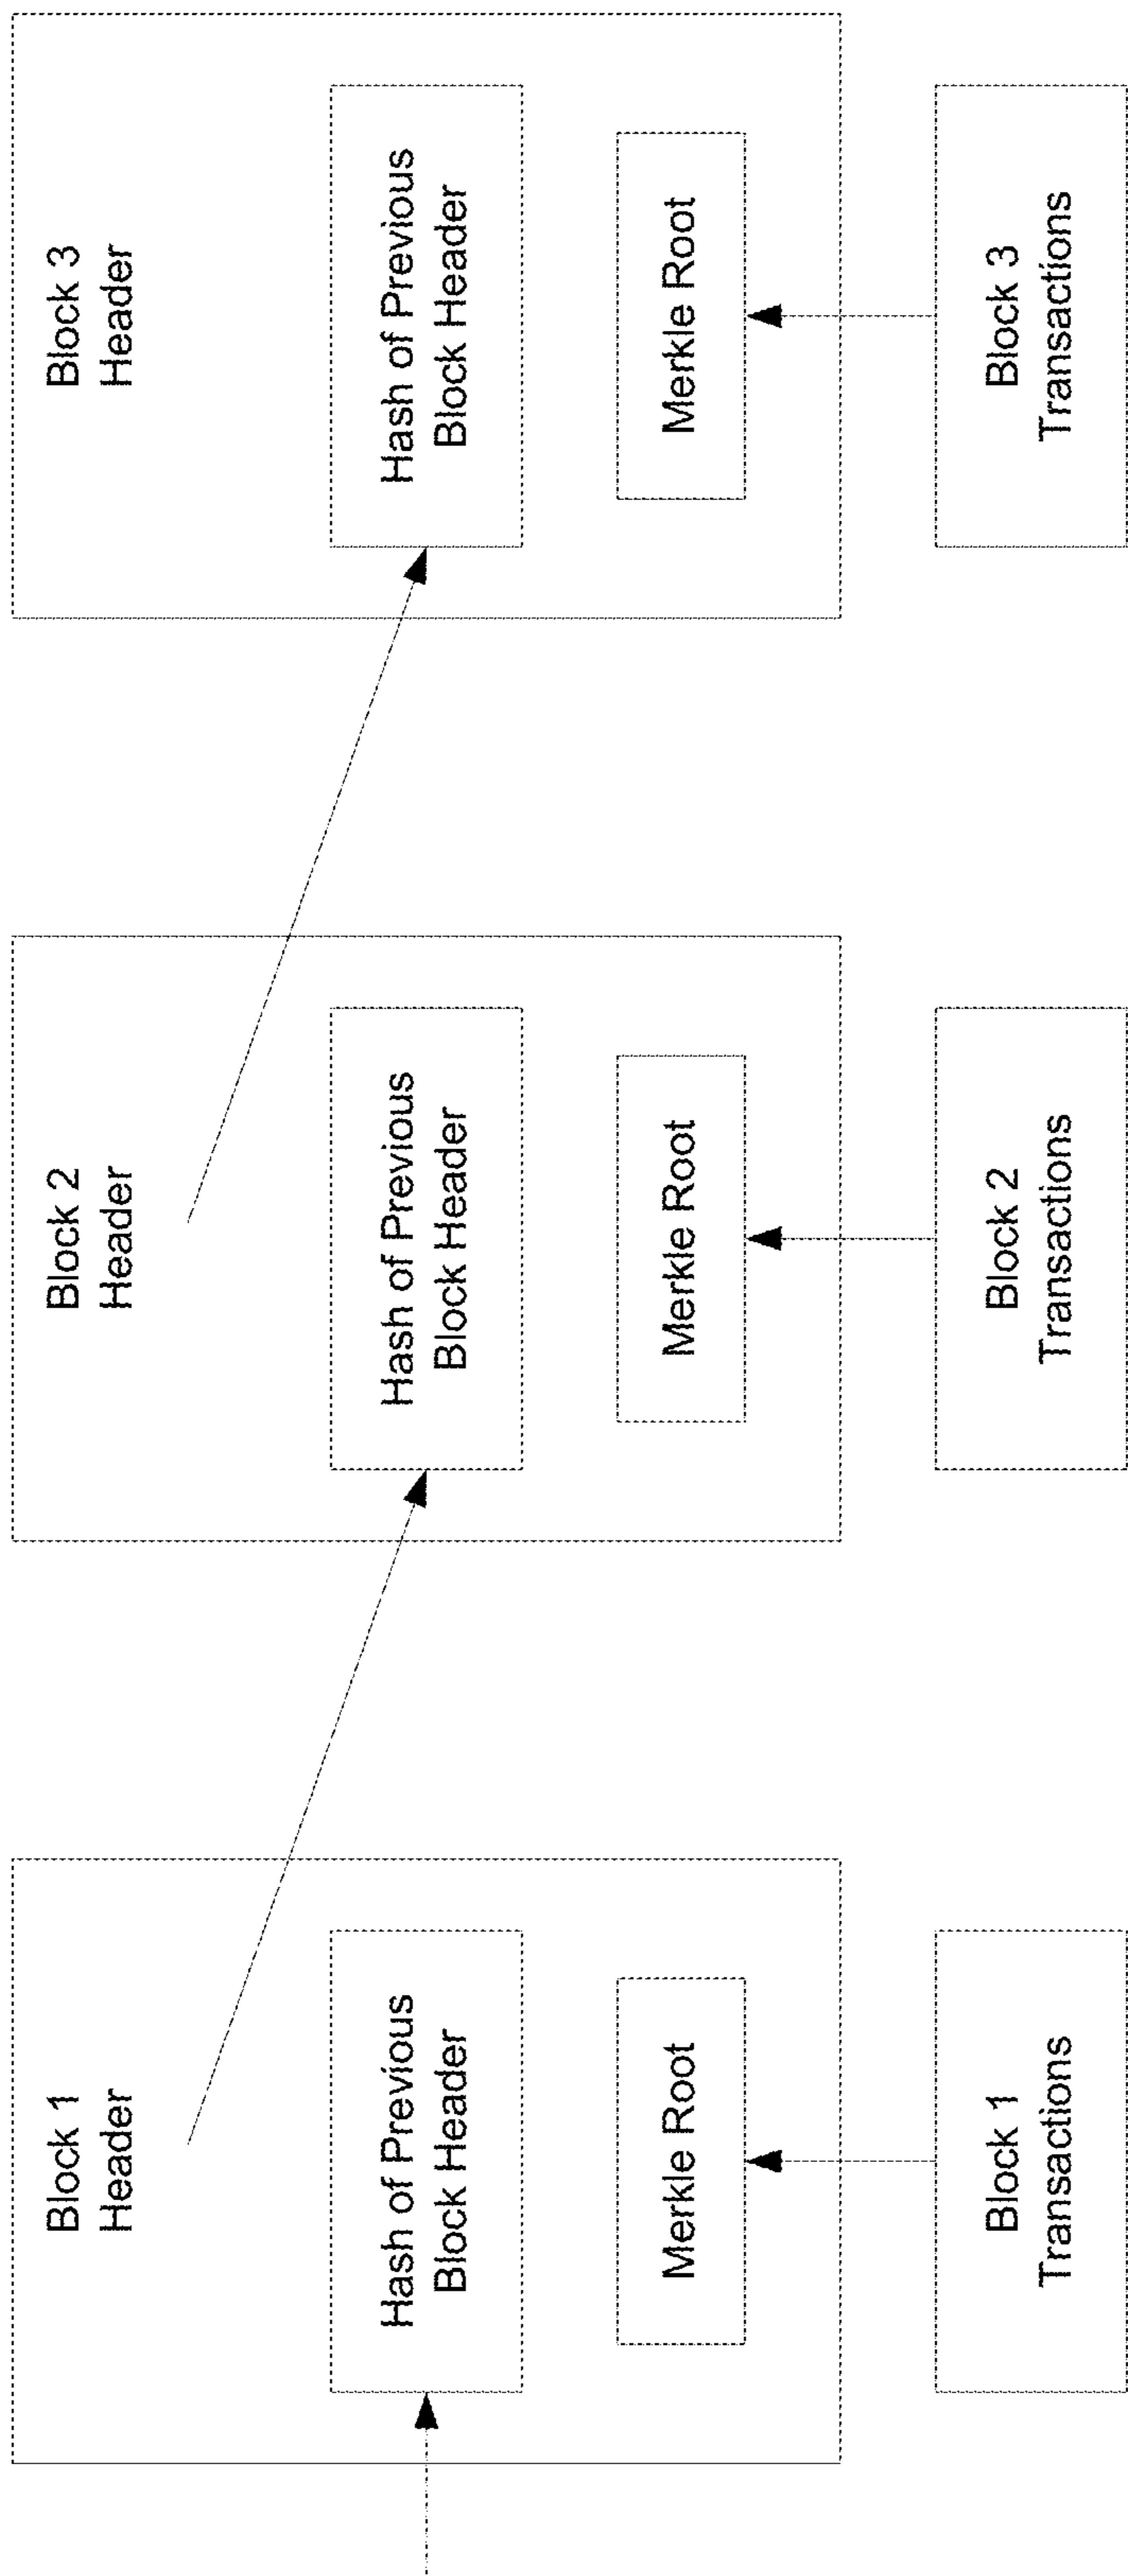 Block 1
Header
Hash of Previous
Block Header
Merkle Root
Block 1
Transactions
Block 2
Header
Hash of Previous
Block Header
Merkle Root
Block 2
Transactions
Block 3
Header
Hash of Previous
Block Header
Merkle Root
Block 3
Transactions